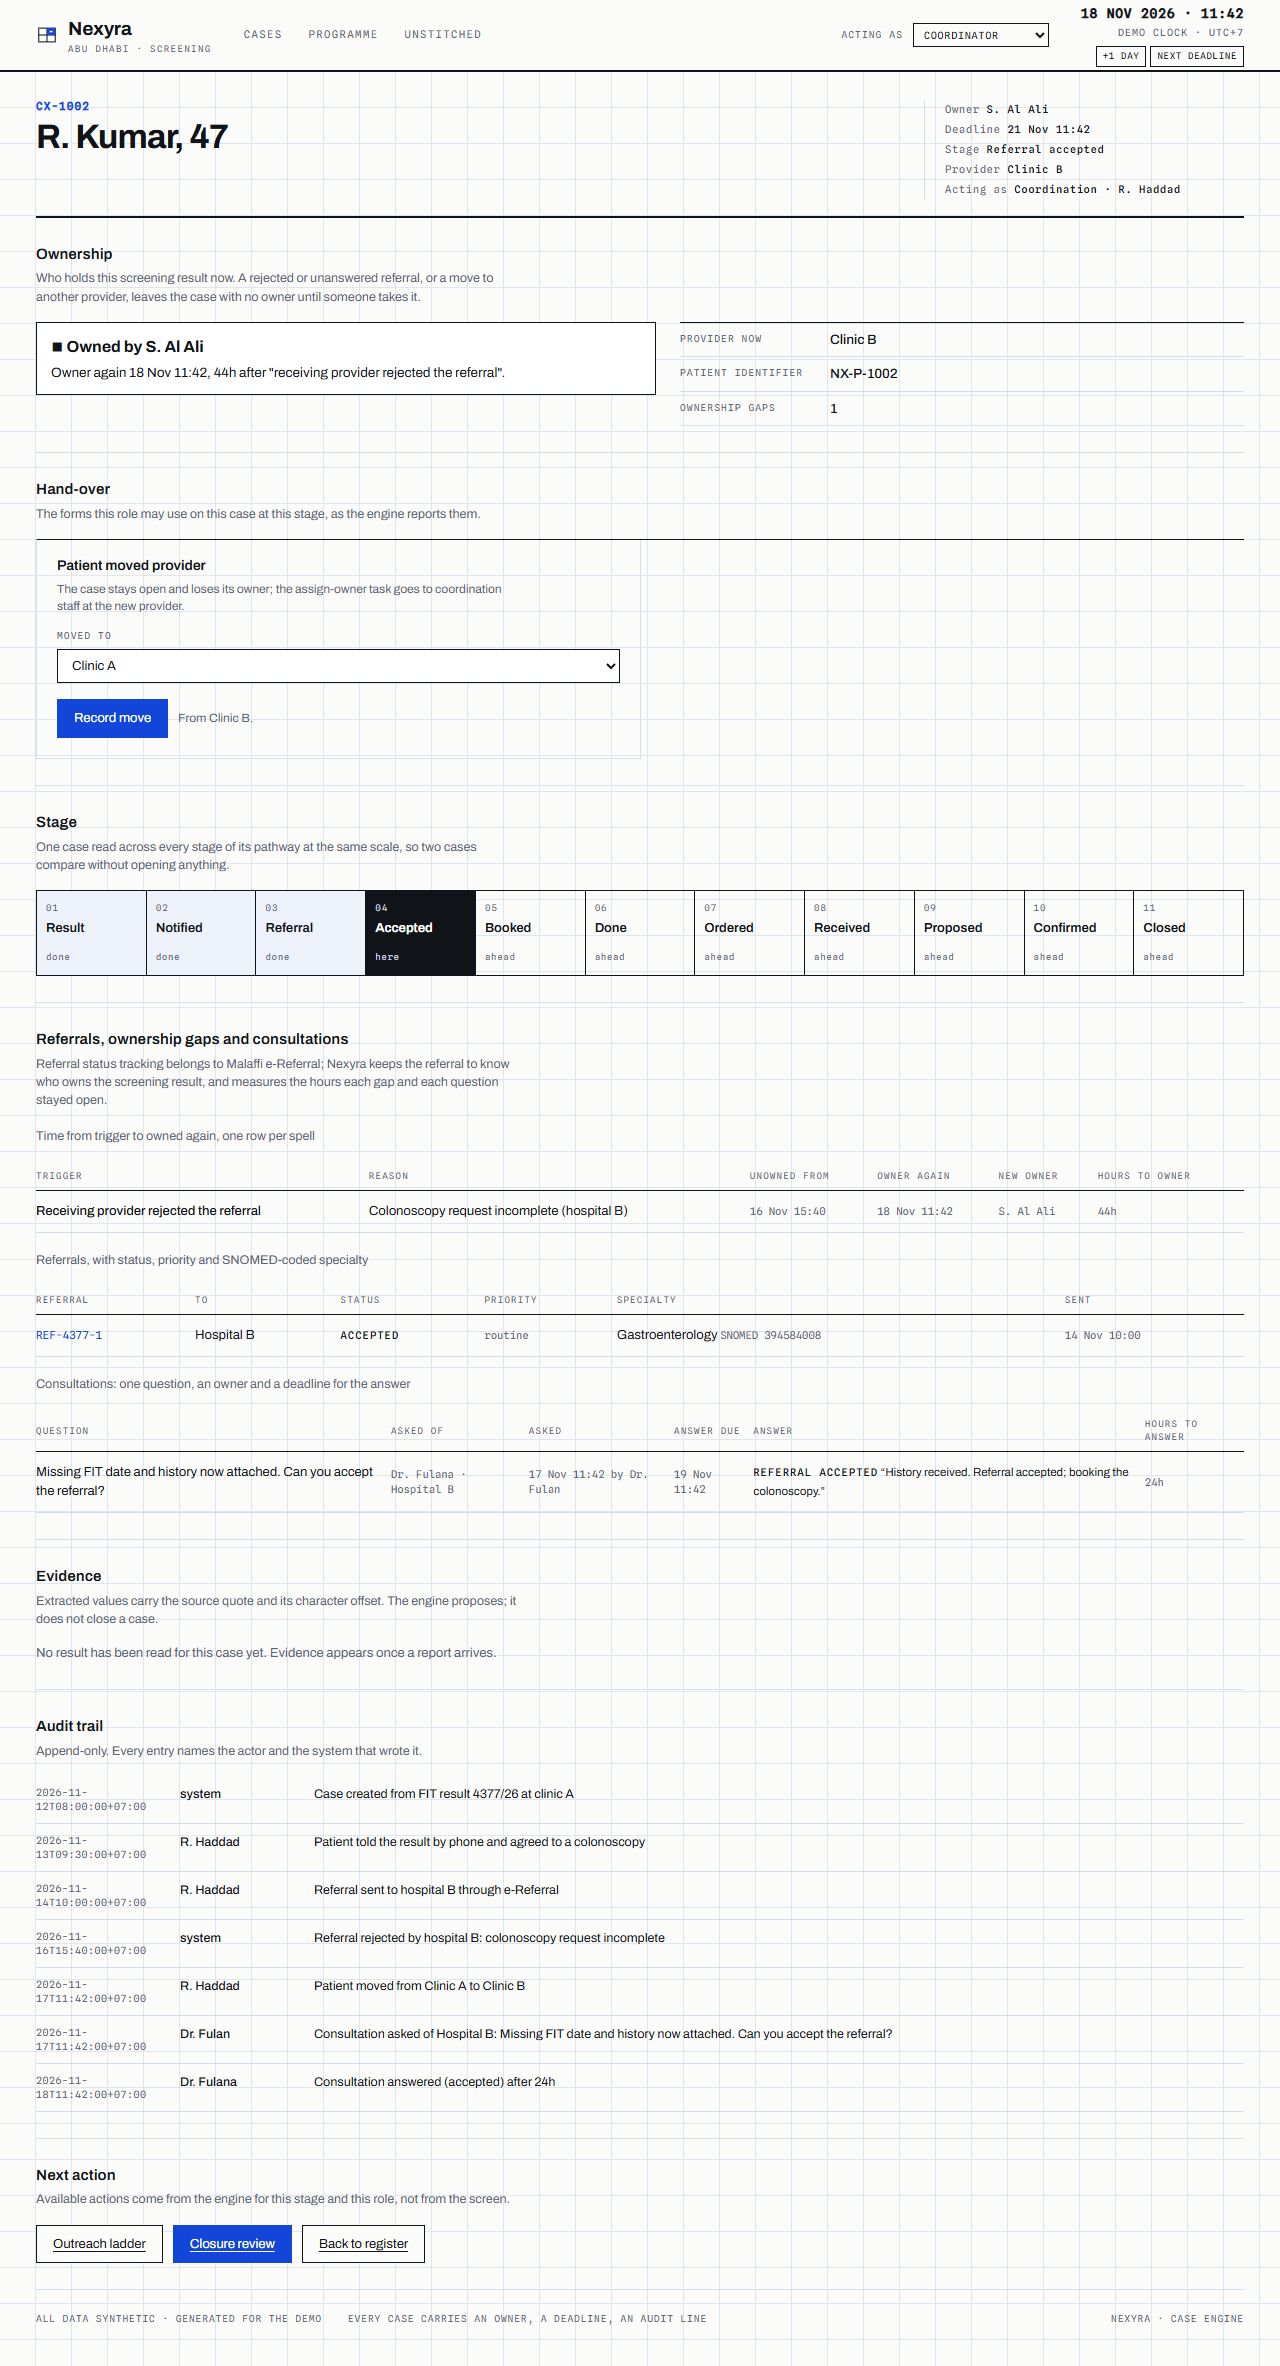 Nexyra
ABU DHABI · SCREENING
CASES PROGRAMME UNSTITCHED
ACTING AS COORDINATOR
18 NOV 2026 · 11:42
DEMO CLOCK · UTC+7
+1 DAY NEXT DEADLINE
CX-1002
R. Kumar, 47
Owner S. Al Ali
Deadline 21 Nov 11:42
Stage Referral accepted
Provider Clinic B
Acting as Coordination · R. Haddad
Ownership
Who holds this screening result now. A rejected or unanswered referral, or a move to
another provider, leaves the case with no owner until someone takes it.
■ Owned by S. Al Ali
Owner again 18 Nov 11:42, 44h after "receiving provider rejected the referral".
PROVIDER NOW Clinic B
PATIENT IDENTIFIER NX-P-1002
OWNERSHIP GAPS 1
Hand-over
The forms this role may use on this case at this stage, as the engine reports them.
Patient moved provider
The case stays open and loses its owner; the assign-owner task goes to coordination
staff at the new provider.
MOVED TO
Clinic A
Record move From Clinic B.
Stage
One case read across every stage of its pathway at the same scale, so two cases
compare without opening anything.
01 02 03 04 05 06 07 08 09 10 11
Result Notified Referral Accepted Booked Done Ordered Received Proposed Confirmed Closed
done done done here ahead ahead ahead ahead ahead ahead ahead
Referrals, ownership gaps and consultations
Referral status tracking belongs to Malaffi e-Referral; Nexyra keeps the referral to know
who owns the screening result, and measures the hours each gap and each question
stayed open.
Time from trigger to owned again, one row per spell
TRIGGER REASON UNOWNED FROM OWNER AGAIN NEW OWNER HOURS TO OWNER
Receiving provider rejected the referral Colonoscopy request incomplete (hospital B) 16 Nov 15:40 18 Nov 11:42 S. Al Ali 44h
Referrals, with status, priority and SNOMED-coded specialty
REFERRAL TO STATUS PRIORITY SPECIALTY SENT
REF-4377-1 Hospital B ACCEPTED routine Gastroenterology SNOMED 394584008 14 Nov 10:00
Consultations: one question, an owner and a deadline for the answer
QUESTION ASKED OF ASKED ANSWER DUE ANSWER HOURS TO
ANSWER
Missing FIT date and history now attached. Can you accept Dr. Fulana · 17 Nov 11:42 by Dr. 19 Nov REFERRAL ACCEPTED “History received. Referral accepted; booking the 24h
the referral? Hospital B Fulan 11:42 colonoscopy.”
Evidence
Extracted values carry the source quote and its character offset. The engine proposes; it
does not close a case.
No result has been read for this case yet. Evidence appears once a report arrives.
Audit trail
Append-only. Every entry names the actor and the system that wrote it.
2026-11- system Case created from FIT result 4377/26 at clinic A
12T08:00:00+07:00
2026-11- R. Haddad Patient told the result by phone and agreed to a colonoscopy
13T09:30:00+07:00
2026-11- R. Haddad Referral sent to hospital B through e-Referral
14T10:00:00+07:00
2026-11- system Referral rejected by hospital B: colonoscopy request incomplete
16T15:40:00+07:00
2026-11- R. Haddad Patient moved from Clinic A to Clinic B
17T11:42:00+07:00
2026-11- Dr. Fulan Consultation asked of Hospital B: Missing FIT date and history now attached. Can you accept the referral?
17T11:42:00+07:00
2026-11- Dr. Fulana Consultation answered (accepted) after 24h
18T11:42:00+07:00
Next action
Available actions come from the engine for this stage and this role, not from the screen.
Outreach ladder Closure review Back to register
ALL DATA SYNTHETIC · GENERATED FOR THE DEMO EVERY CASE CARRIES AN OWNER, A DEADLINE, AN AUDIT LINE NEXYRA · CASE ENGINE